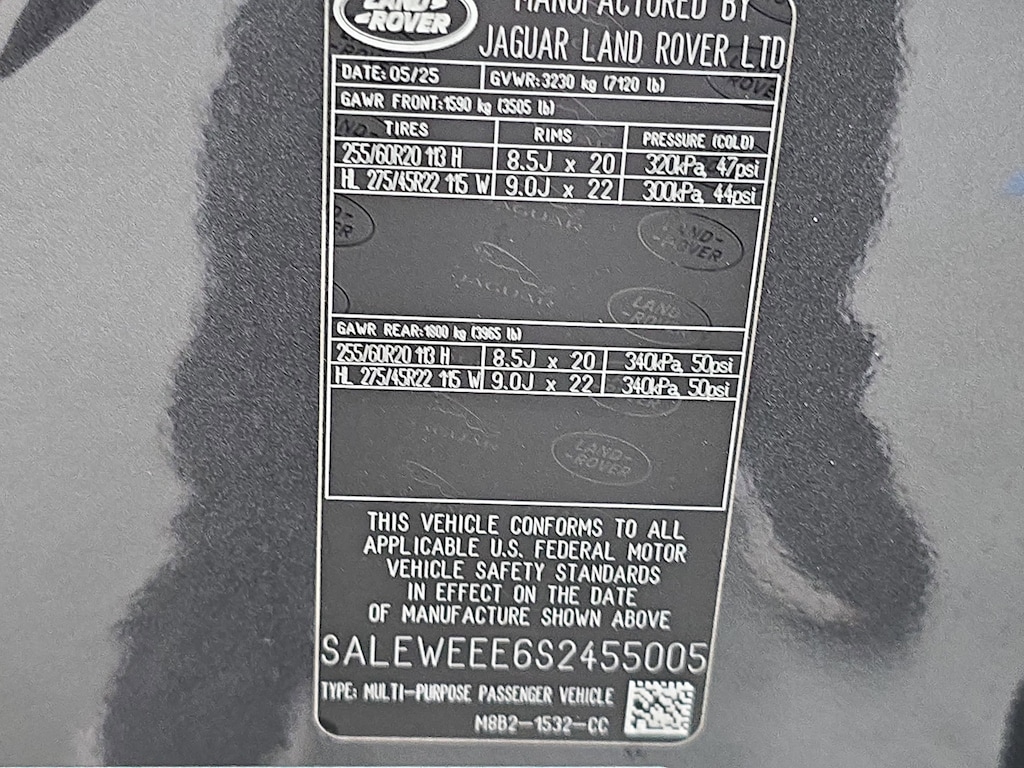 LAND-
-ROVER
MANUFACTURED BY
JAGUAR LAND ROVER LTD
DATE: 05/25 GVWR: 3230 kg (7120 lb)
GAWR FRONT: 1590 kg (3505 lb)
TIRES RIMS PRESSURE (COLD)
255/60R20 113 H 8.5J x 20 320kPa, 47psi
HL 275/45R22 115 W 9.0J x 22 300kPa, 44psi
GAWR REAR: 1800 kg (3965 lb)
255/60R20 113 H 8.5J x 20 340kPa, 50psi
HL 275/45R22 115 W 9.0J x 22 340kPa, 50psi
THIS VEHICLE CONFORMS TO ALL
APPLICABLE U.S. FEDERAL MOTOR
VEHICLE SAFETY STANDARDS
IN EFFECT ON THE DATE
OF MANUFACTURE SHOWN ABOVE
SALEWEEE6S2455005
TYPE: MULTI-PURPOSE PASSENGER VEHICLE
M8B2-1532-CC